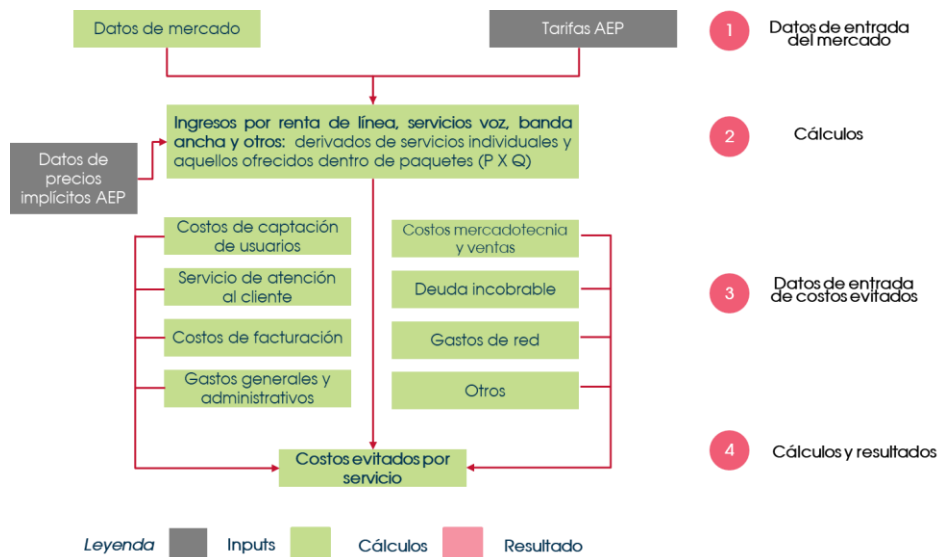 Datos de mercado
Tarifas AEP
1
Datos de entrada
del mercado
Ingresos por renta de línea, servicios voz, banda
ancha y otros: derivados de servicios individuales y
aquellos ofrecidos dentro de paquetes (P X Q)
2
Cálculos
Datos de
precios
implícitos AEP
Costos de captación
de usuarios
Costos mercadotecnia
y ventas
Servicio de atención
al cliente
Deuda incobrable
3
Datos de entrada
de costos evitados
Costos de facturación
Gastos de red
Gastos generales y
administrativos
Otros
Costos evitados por
servicio
4
Cálculos y resultados
Leyenda
Inputs
Cálculos
Resultado